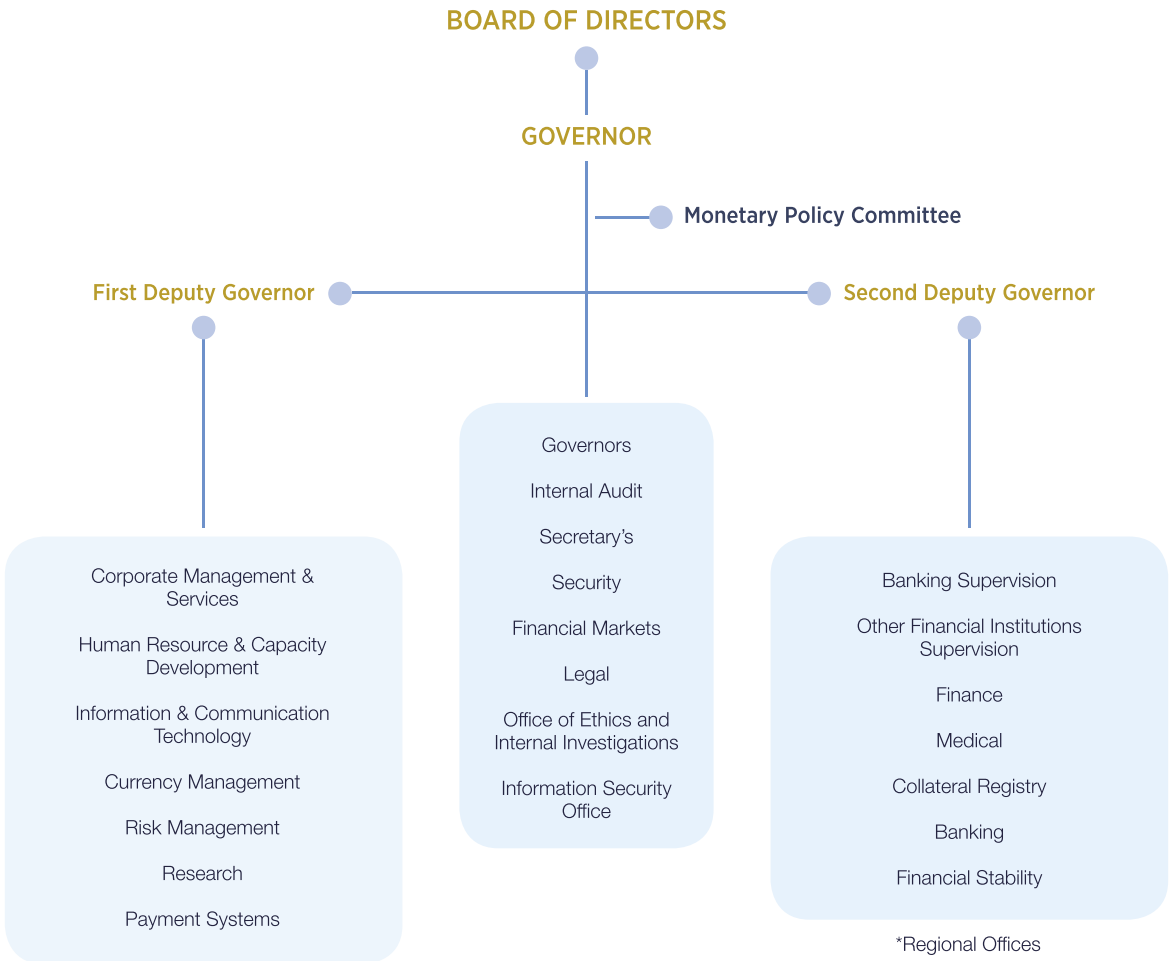 BOARD OF DIRECTORS
GOVERNOR
Monetary Policy Committee
First Deputy Governor
Second Deputy Governor
Corporate Management &
Services
Human Resource & Capacity
Development
Information & Communication
Technology
Currency Management
Risk Management
Research
Payment Systems
Governors
Internal Audit
Secretary’s
Security
Financial Markets
Legal
Office of Ethics and
Internal Investigations
Information Security
Office
Banking Supervision
Other Financial Institutions
Supervision
Finance
Medical
Collateral Registry
Banking
Financial Stability
*Regional Offices